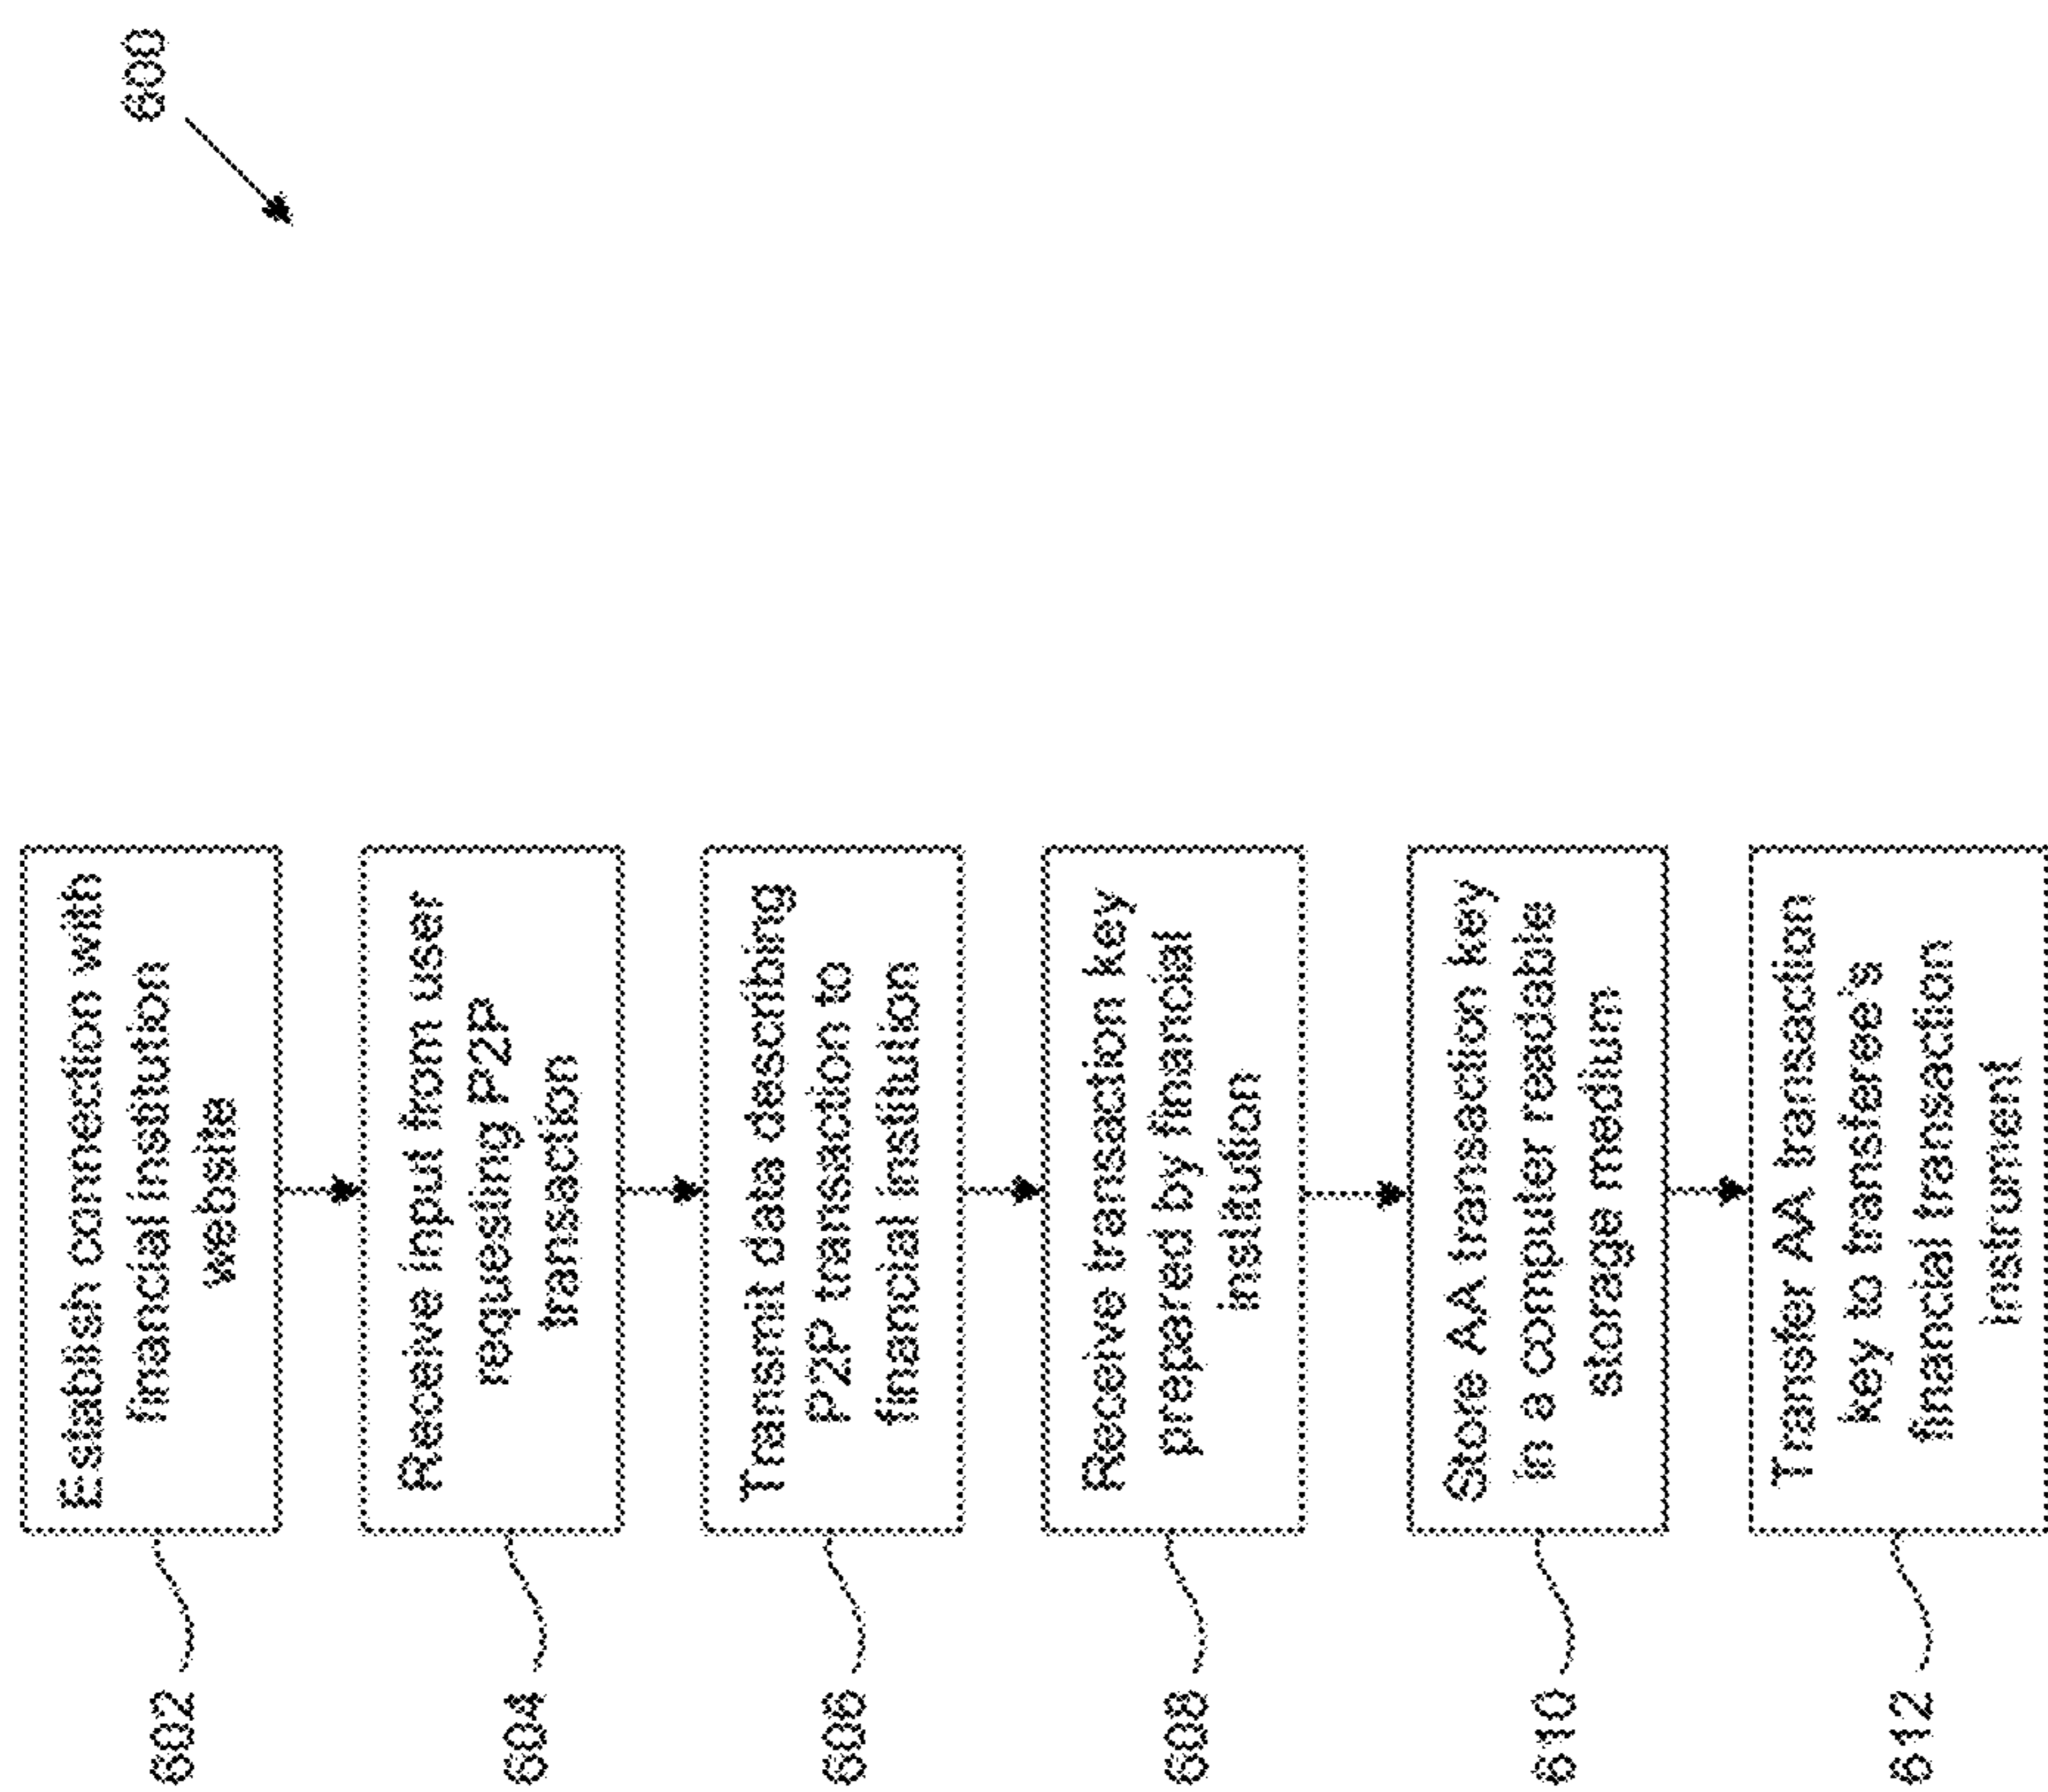 600
602
Establish connection with
financial institution
website
604
Receive input from user
requesting P2P
transaction
606
Transmit data describing
P2P transaction to
financial institution
608
Receive transaction key
prepared by financial
institution
610
Store AA transaction key
in a computer readable
storage medium
612
Transfer AA transaction
key to transferee's
financial transaction
instrument